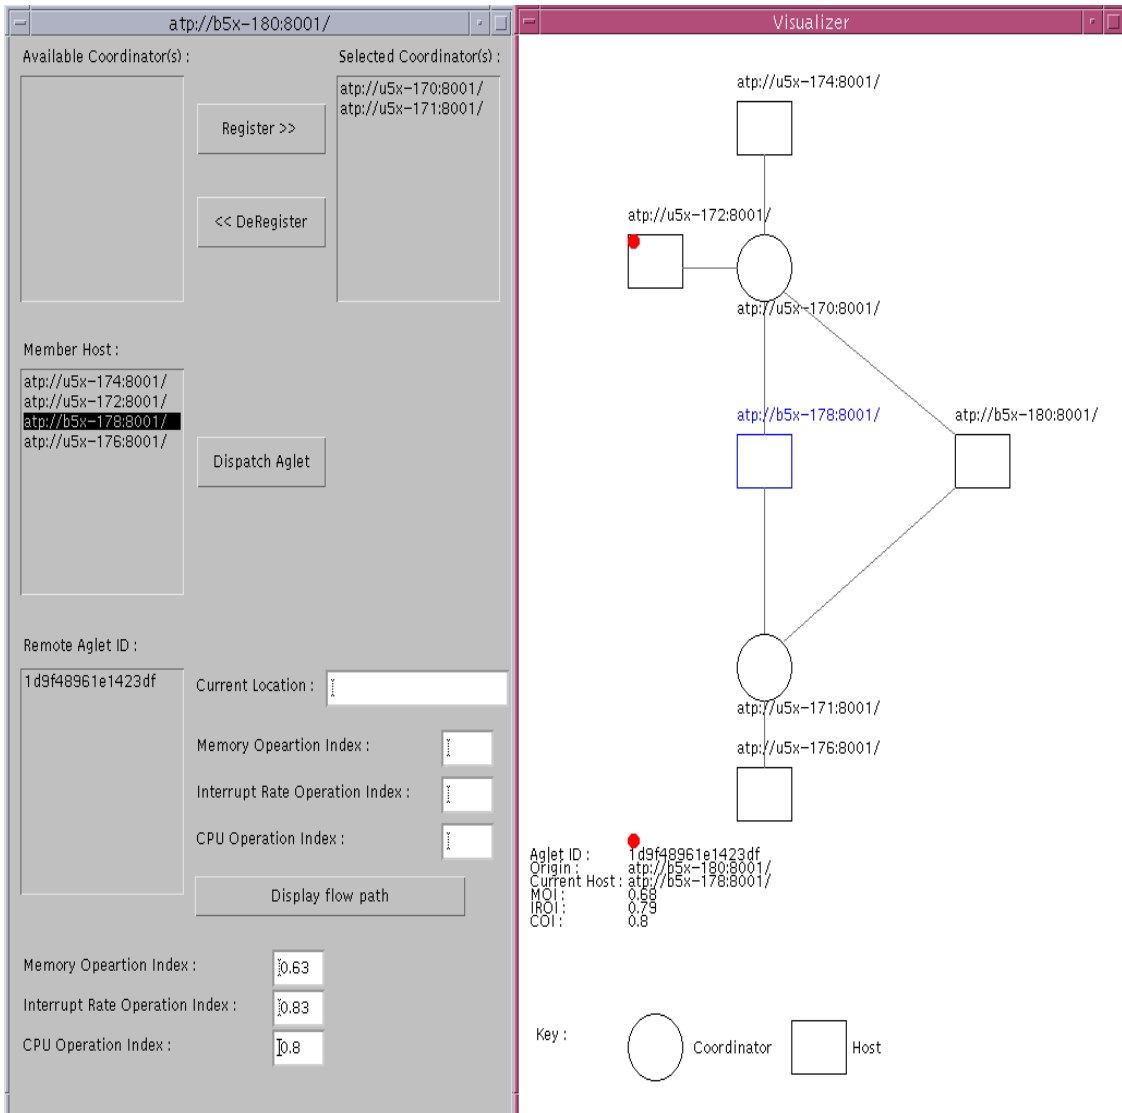 atp://b5x-180:8001/
Available Coordinator(s) :
Selected Coordinator(s) :
atp://u5x-170:8001/
atp://u5x-171:8001/
Register >>
<< DeRegister
Member Host :
atp://u5x-174:8001/
atp://u5x-172:8001/
atp://b5x-178:8001/
atp://u5x-176:8001/
Dispatch Aglet
Remote Aglet ID :
1d9f48961e1423df
Current Location :
Memory Opeartion Index :
Interrupt Rate Operation Index :
CPU Operation Index :
Display flow path
Memory Opeartion Index : 0.63
Interrupt Rate Operation Index : 0.83
CPU Operation Index : 0.8
Visualizer
atp://u5x-174:8001/
atp://u5x-172:8001/
atp://u5x-170:8001/
atp://b5x-178:8001/
atp://b5x-180:8001/
atp://u5x-171:8001/
atp://u5x-176:8001/
Aglet ID : 1d9f48961e1423df
Origin : atp://b5x-180:8001/
Current Host : atp://b5x-178:8001/
MOI : 0.68
IROI : 0.79
COI : 0.8
Key :
Coordinator
Host